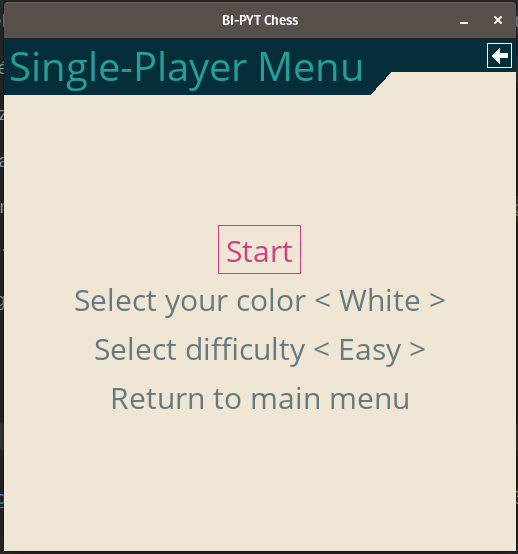 BI-PYT Chess
Single-Player Menu
Start
Select your color < White >
Select difficulty < Easy >
Return to main menu